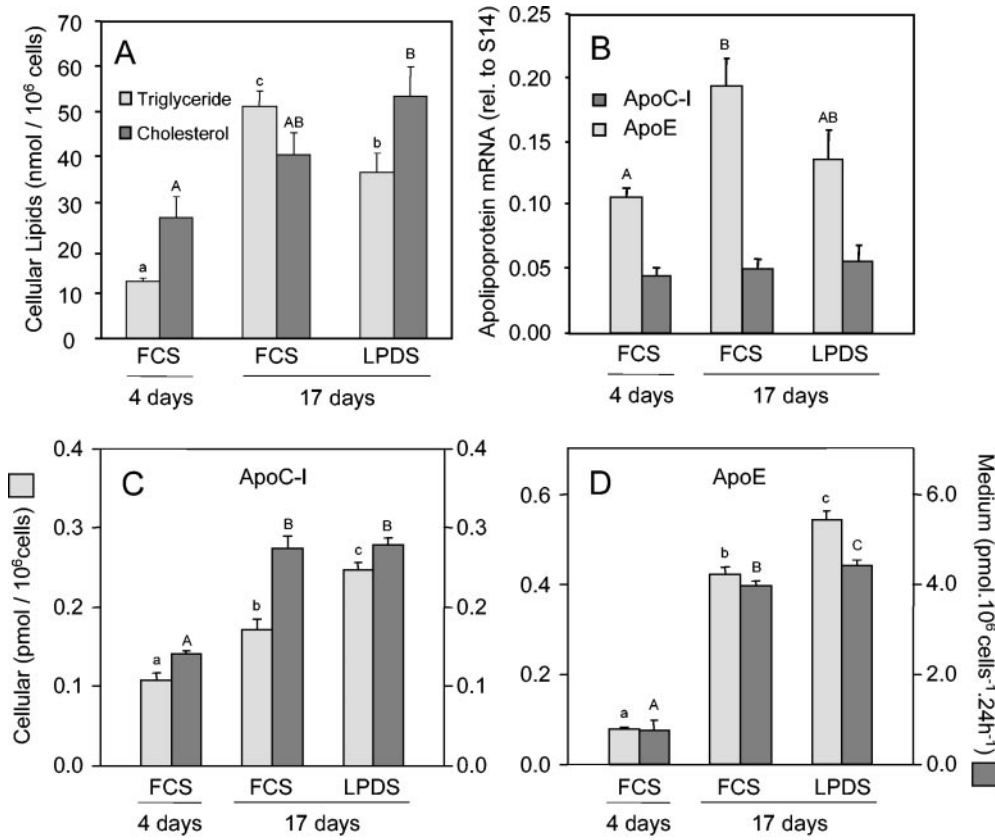 A
Cellular Lipids (nmol / 10⁶ cells)
70
60
50
40
30
20
10
0
Triglyceride
Cholesterol
a
A
c
AB
b
B
FCS
FCS
LPDS
4 days
17 days
B
Apolipoprotein mRNA (rel. to S14)
0.25
0.20
0.15
0.10
0.05
0.00
ApoC-I
ApoE
A
B
AB
FCS
FCS
LPDS
4 days
17 days
C
ApoC-I
Cellular (pmol / 10⁶cells)
0.4
0.3
0.2
0.1
0.0
0.4
0.3
0.2
0.1
0.0
a
A
b
B
c
B
FCS
FCS
LPDS
4 days
17 days
D
ApoE
0.6
0.4
0.2
0.0
6.0
4.0
2.0
0.0
Medium (pmol.10⁶ cells⁻¹.24h⁻¹)
a
A
b
B
c
C
FCS
FCS
LPDS
4 days
17 days